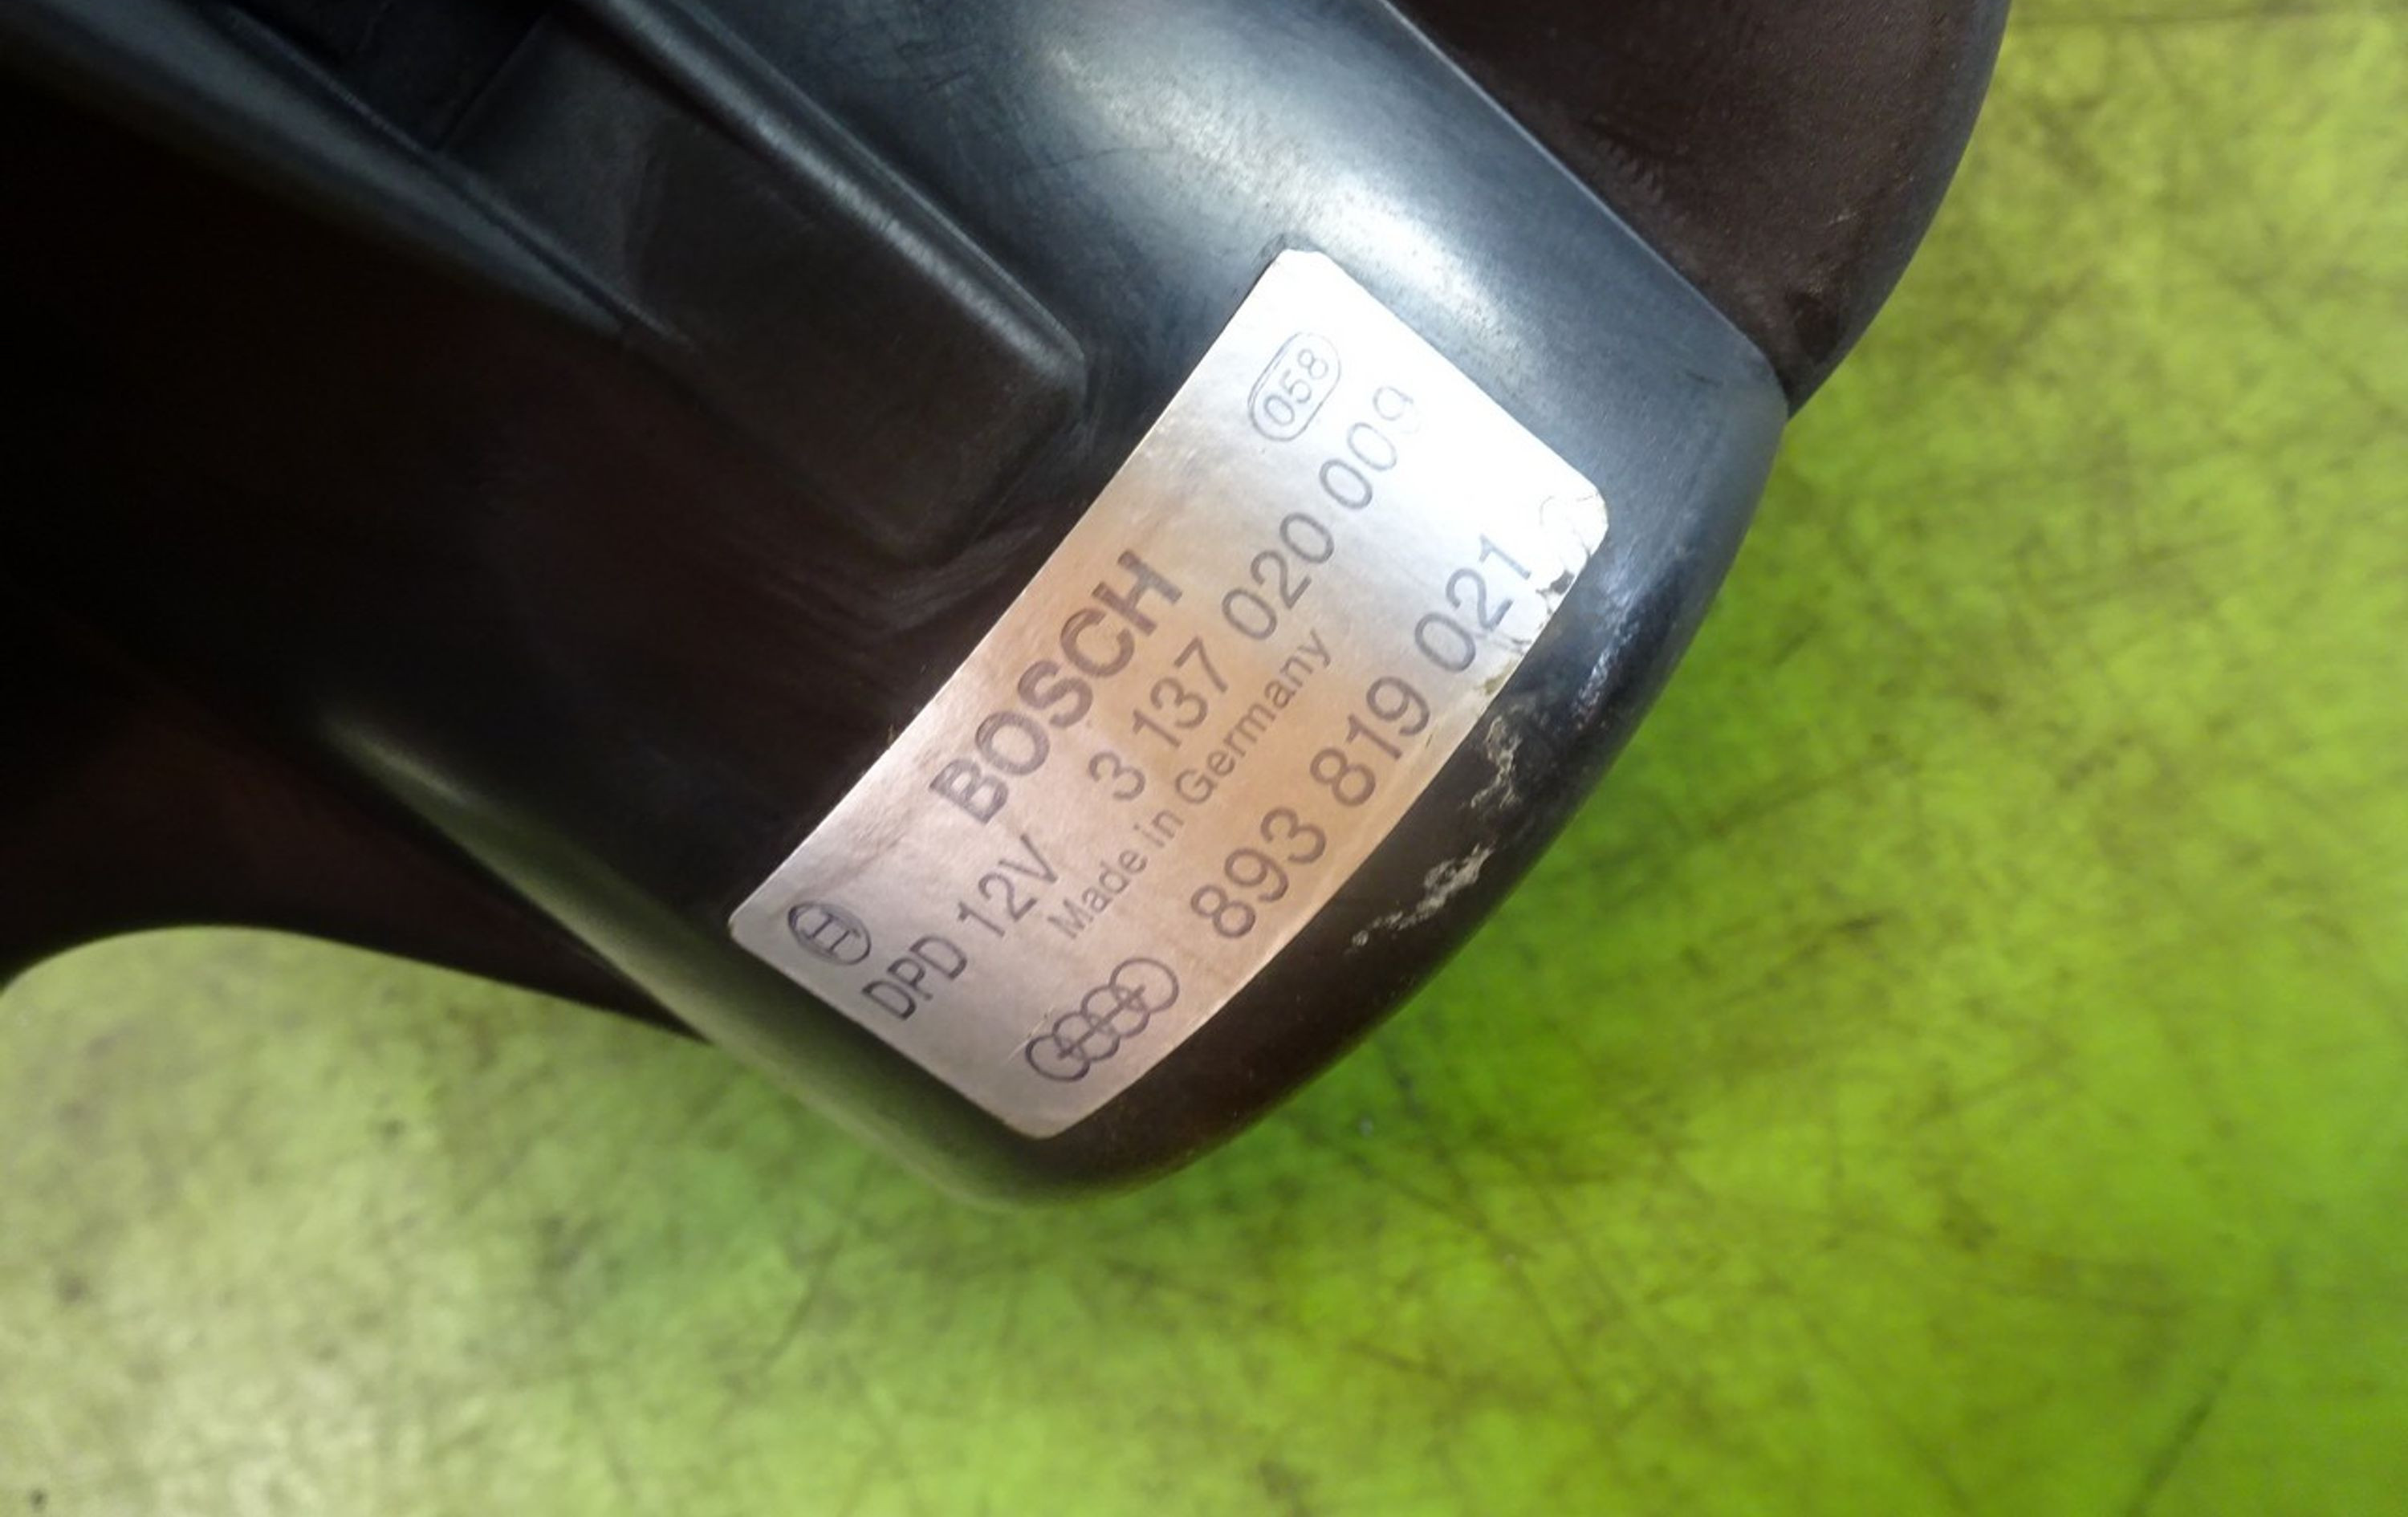 058
BOSCH
DPD 12V 3 137 020 009
Made in Germany
893 819 021